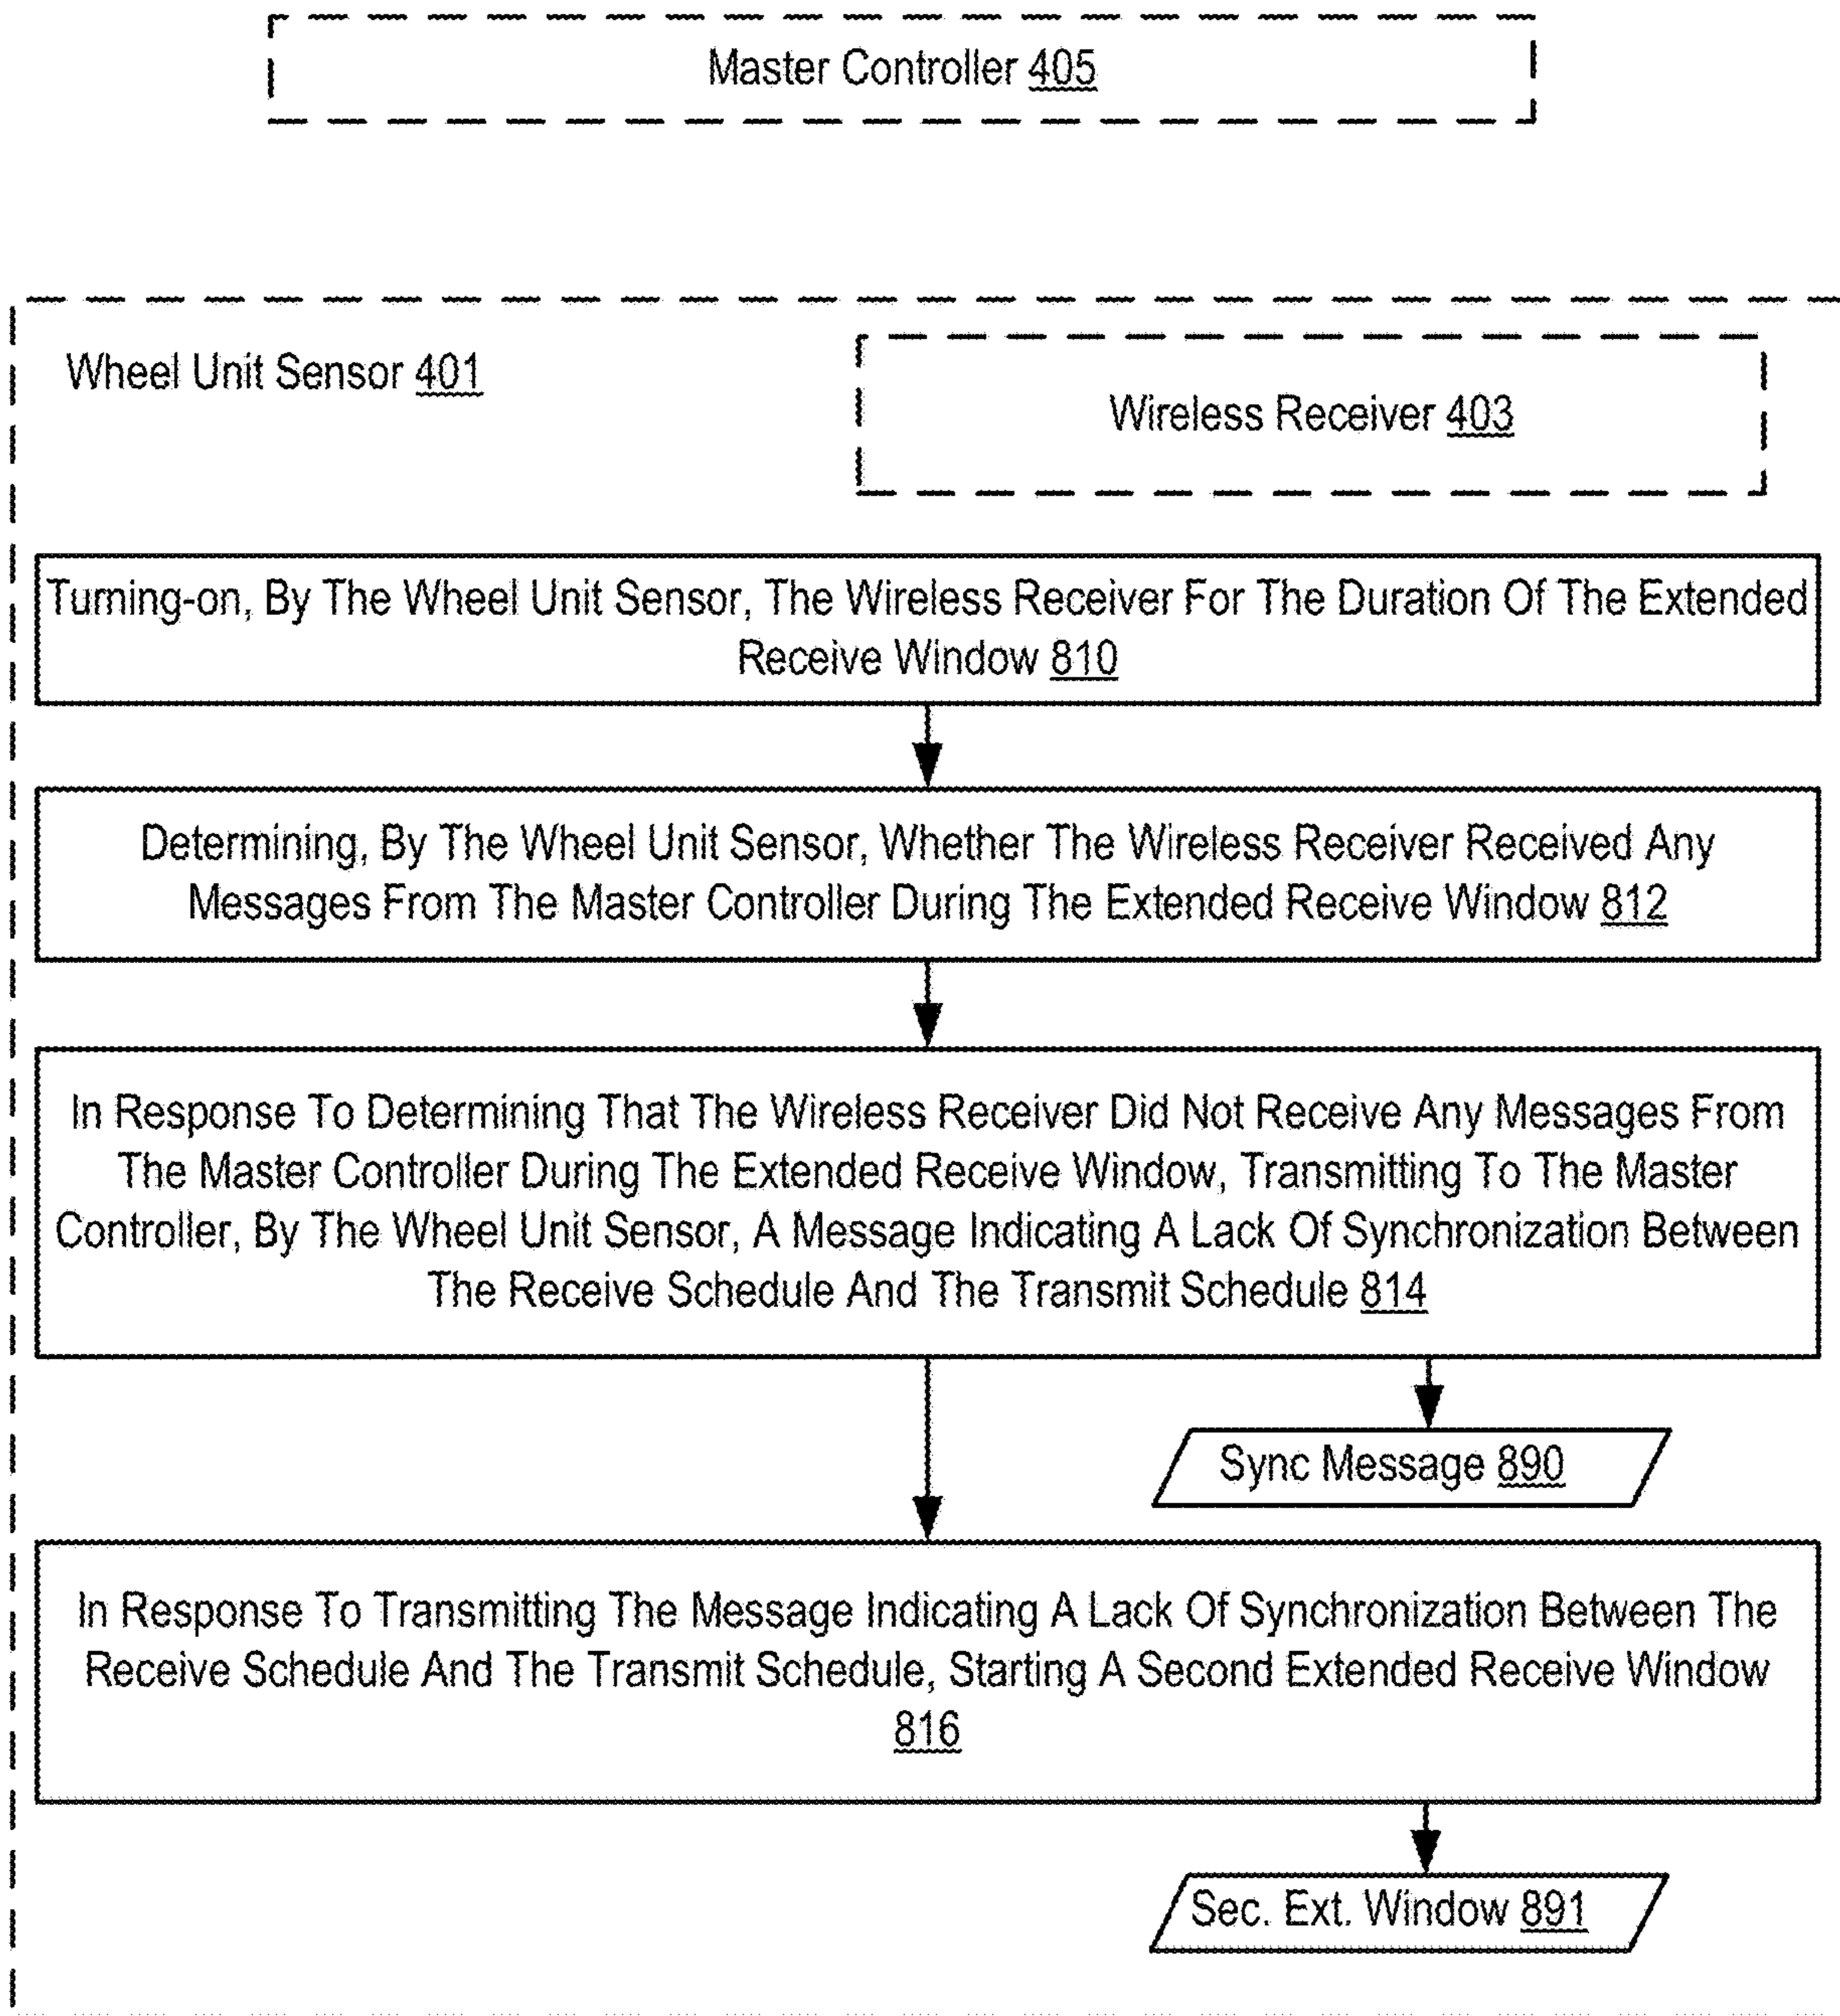 Master Controller 405
Wheel Unit Sensor 401
Wireless Receiver 403
Turning-on, By The Wheel Unit Sensor, The Wireless Receiver For The Duration Of The Extended
Receive Window 810
Determining, By The Wheel Unit Sensor, Whether The Wireless Receiver Received Any
Messages From The Master Controller During The Extended Receive Window 812
In Response To Determining That The Wireless Receiver Did Not Receive Any Messages From
The Master Controller During The Extended Receive Window, Transmitting To The Master
Controller, By The Wheel Unit Sensor, A Message Indicating A Lack Of Synchronization Between
The Receive Schedule And The Transmit Schedule 814
Sync Message 890
In Response To Transmitting The Message Indicating A Lack Of Synchronization Between The
Receive Schedule And The Transmit Schedule, Starting A Second Extended Receive Window
816
Sec. Ext. Window 891